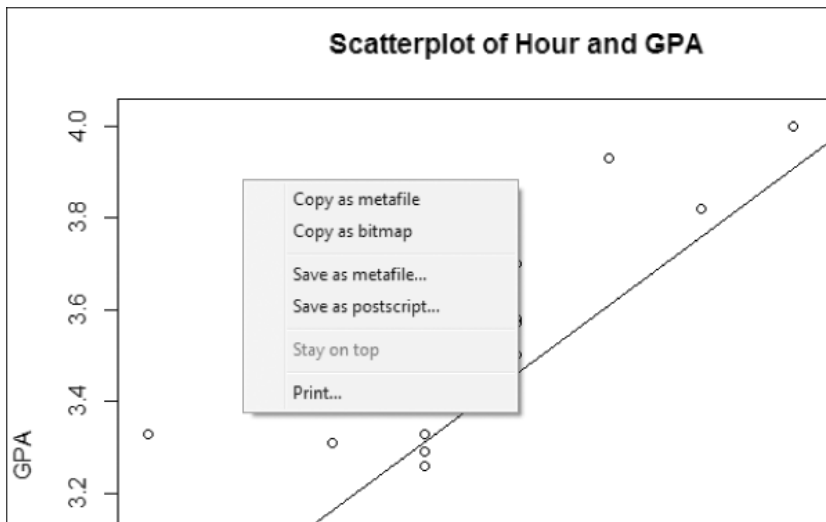 Scatterplot of Hour and GPA
4.0
3.8
3.6
3.4
3.2
GPA
Copy as metafile
Copy as bitmap
Save as metafile...
Save as postscript...
Stay on top
Print...